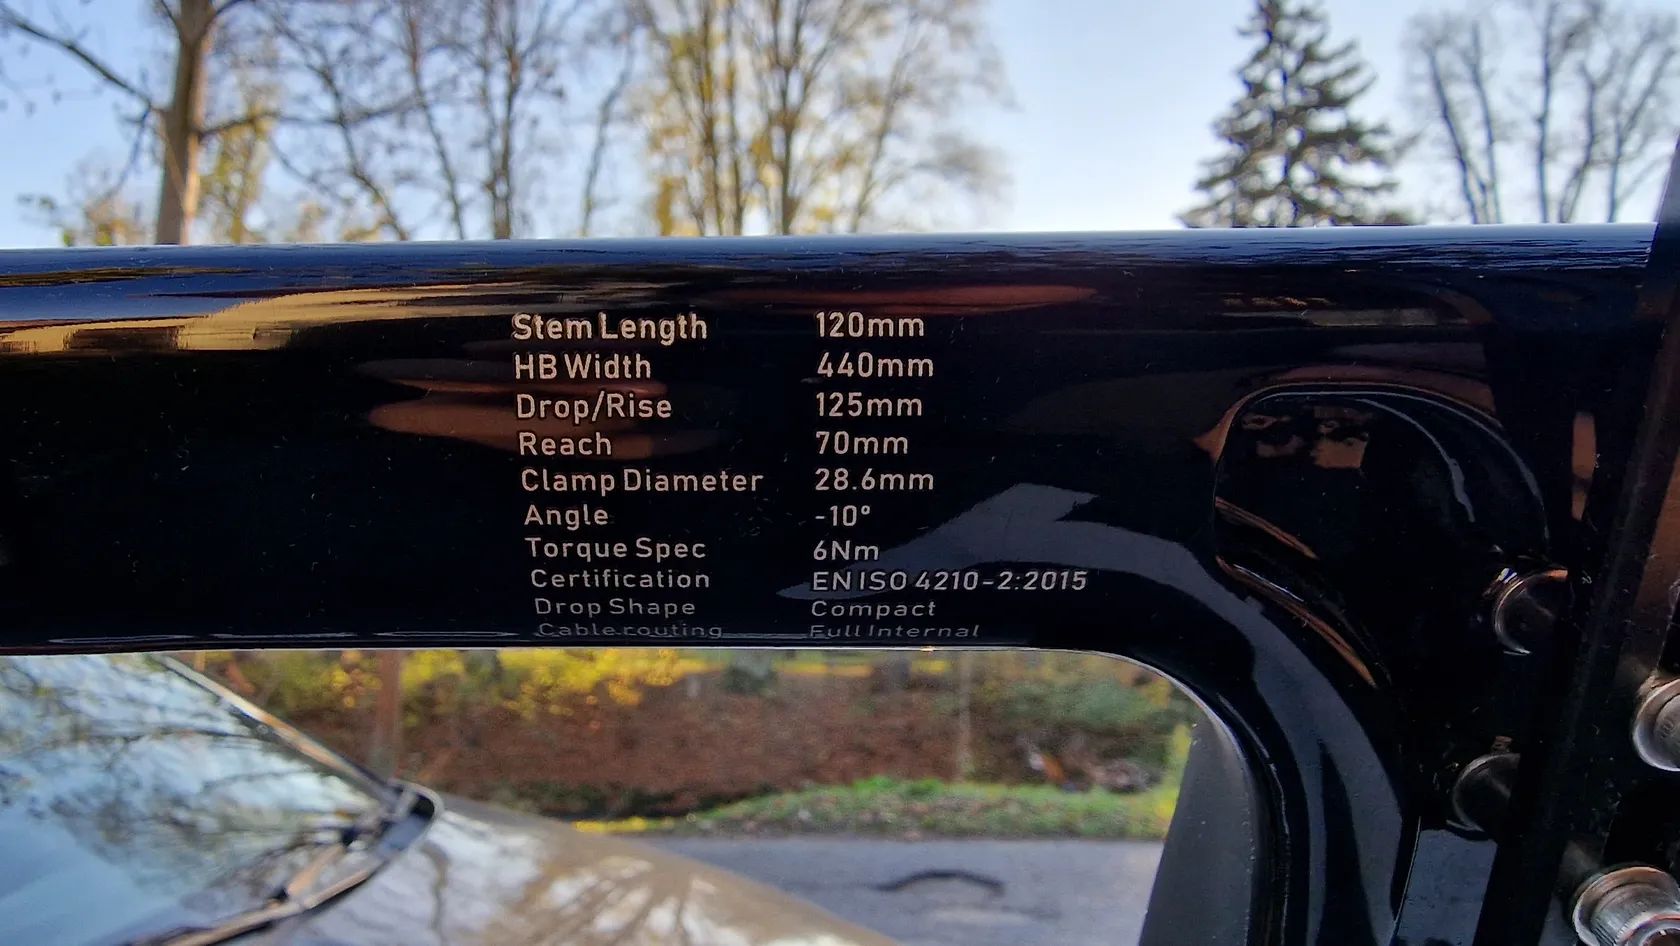 Stem Length 120mm
HB Width 440mm
Drop/Rise 125mm
Reach 70mm
Clamp Diameter 28.6mm
Angle -10°
Torque Spec 6Nm
Certification EN ISO 4210-2:2015
Drop Shape Compact
Cable routing Full Internal